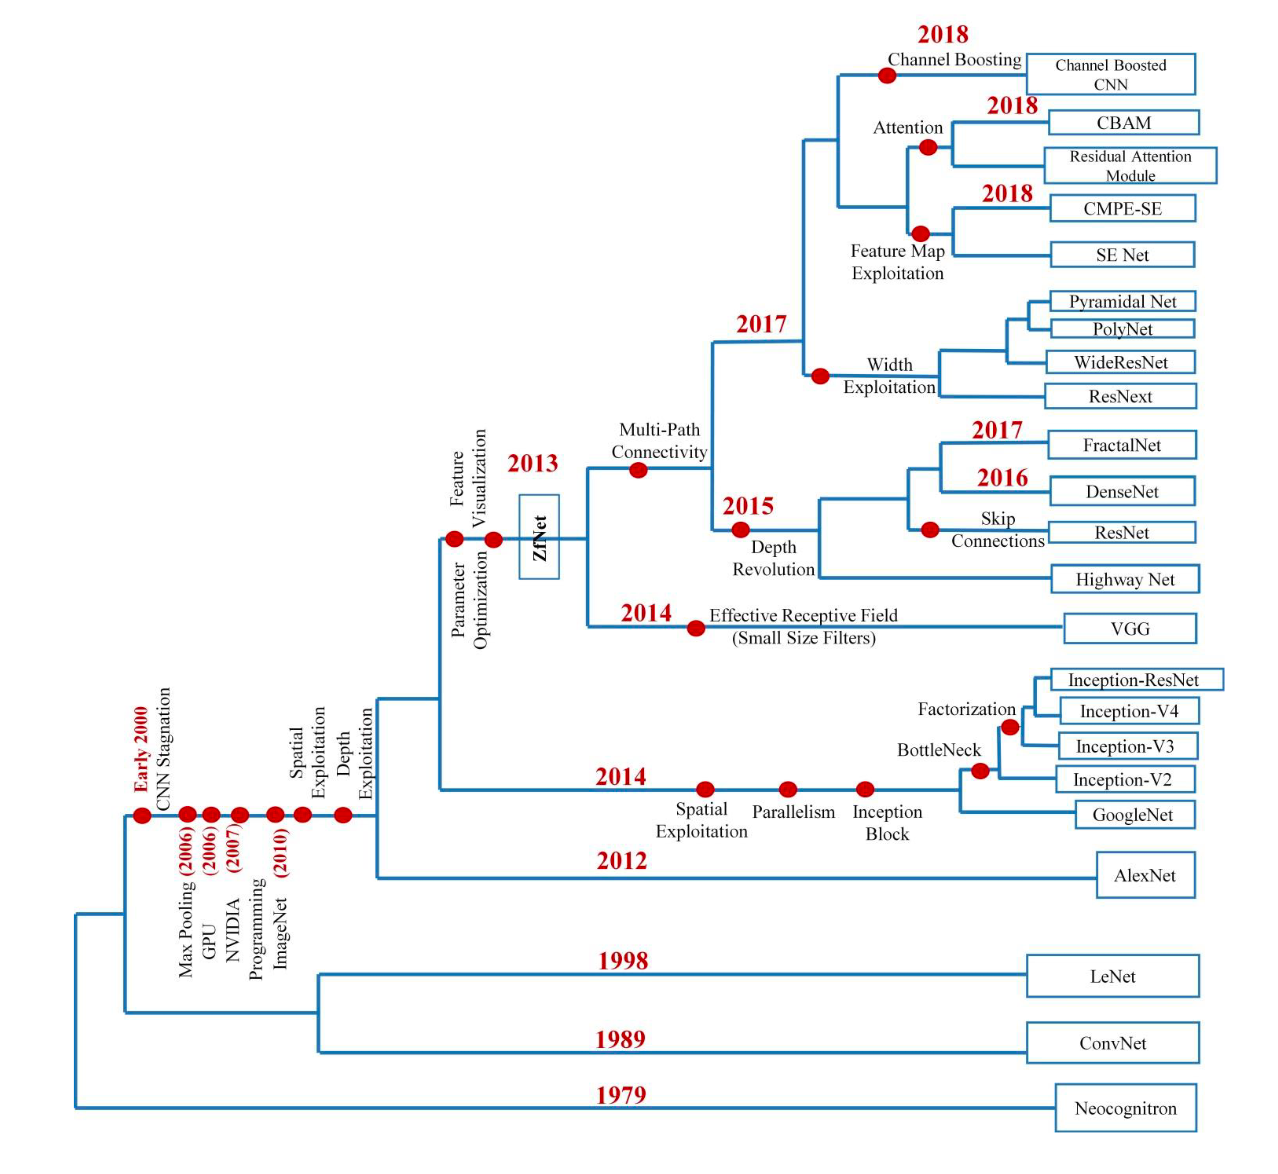 2018
Channel Boosting
Channel Boosted
CNN
2018
Attention
CBAM
Residual Attention
Module
2018
CMPE-SE
Feature Map
Exploitation
SE Net
Pyramidal Net
2017
PolyNet
Width
Exploitation
WideResNet
ResNext
Multi-Path
Connectivity
2017
FractalNet
Feature
Visualization
2013
2016
DenseNet
2015
Skip
Connections
ResNet
ZfNet
Depth
Revolution
Highway Net
Parameter
Optimization
2014
Effective Receptive Field
(Small Size Filters)
VGG
Inception-ResNet
Factorization
Inception-V4
BottleNeck
Inception-V3
Inception-V2
2014
Spatial
Exploitation
Parallelism
Inception
Block
GoogleNet
Early 2000
CNN Stagnation
Spatial
Exploitation
Depth
Exploitation
Max Pooling (2006)
GPU (2006)
NVIDIA (2007)
Programming
ImageNet (2010)
2012
AlexNet
1998
LeNet
1989
ConvNet
1979
Neocognitron